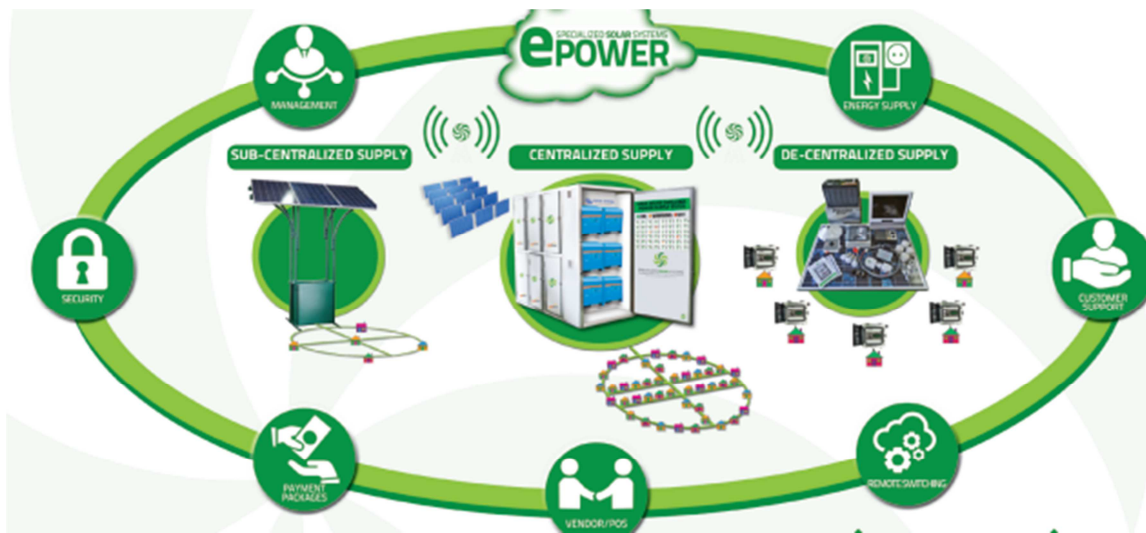 SPECIALIZED SOLAR SYSTEMS
ePOWER
MANAGEMENT
ENERGY SUPPLY
SUB-CENTRALIZED SUPPLY
CENTRALIZED SUPPLY
DE-CENTRALIZED SUPPLY
SECURITY
CUSTOMER
SUPPORT
PAYMENT
PACKAGES
REMOTE SWITCHING
VENDOR/POS